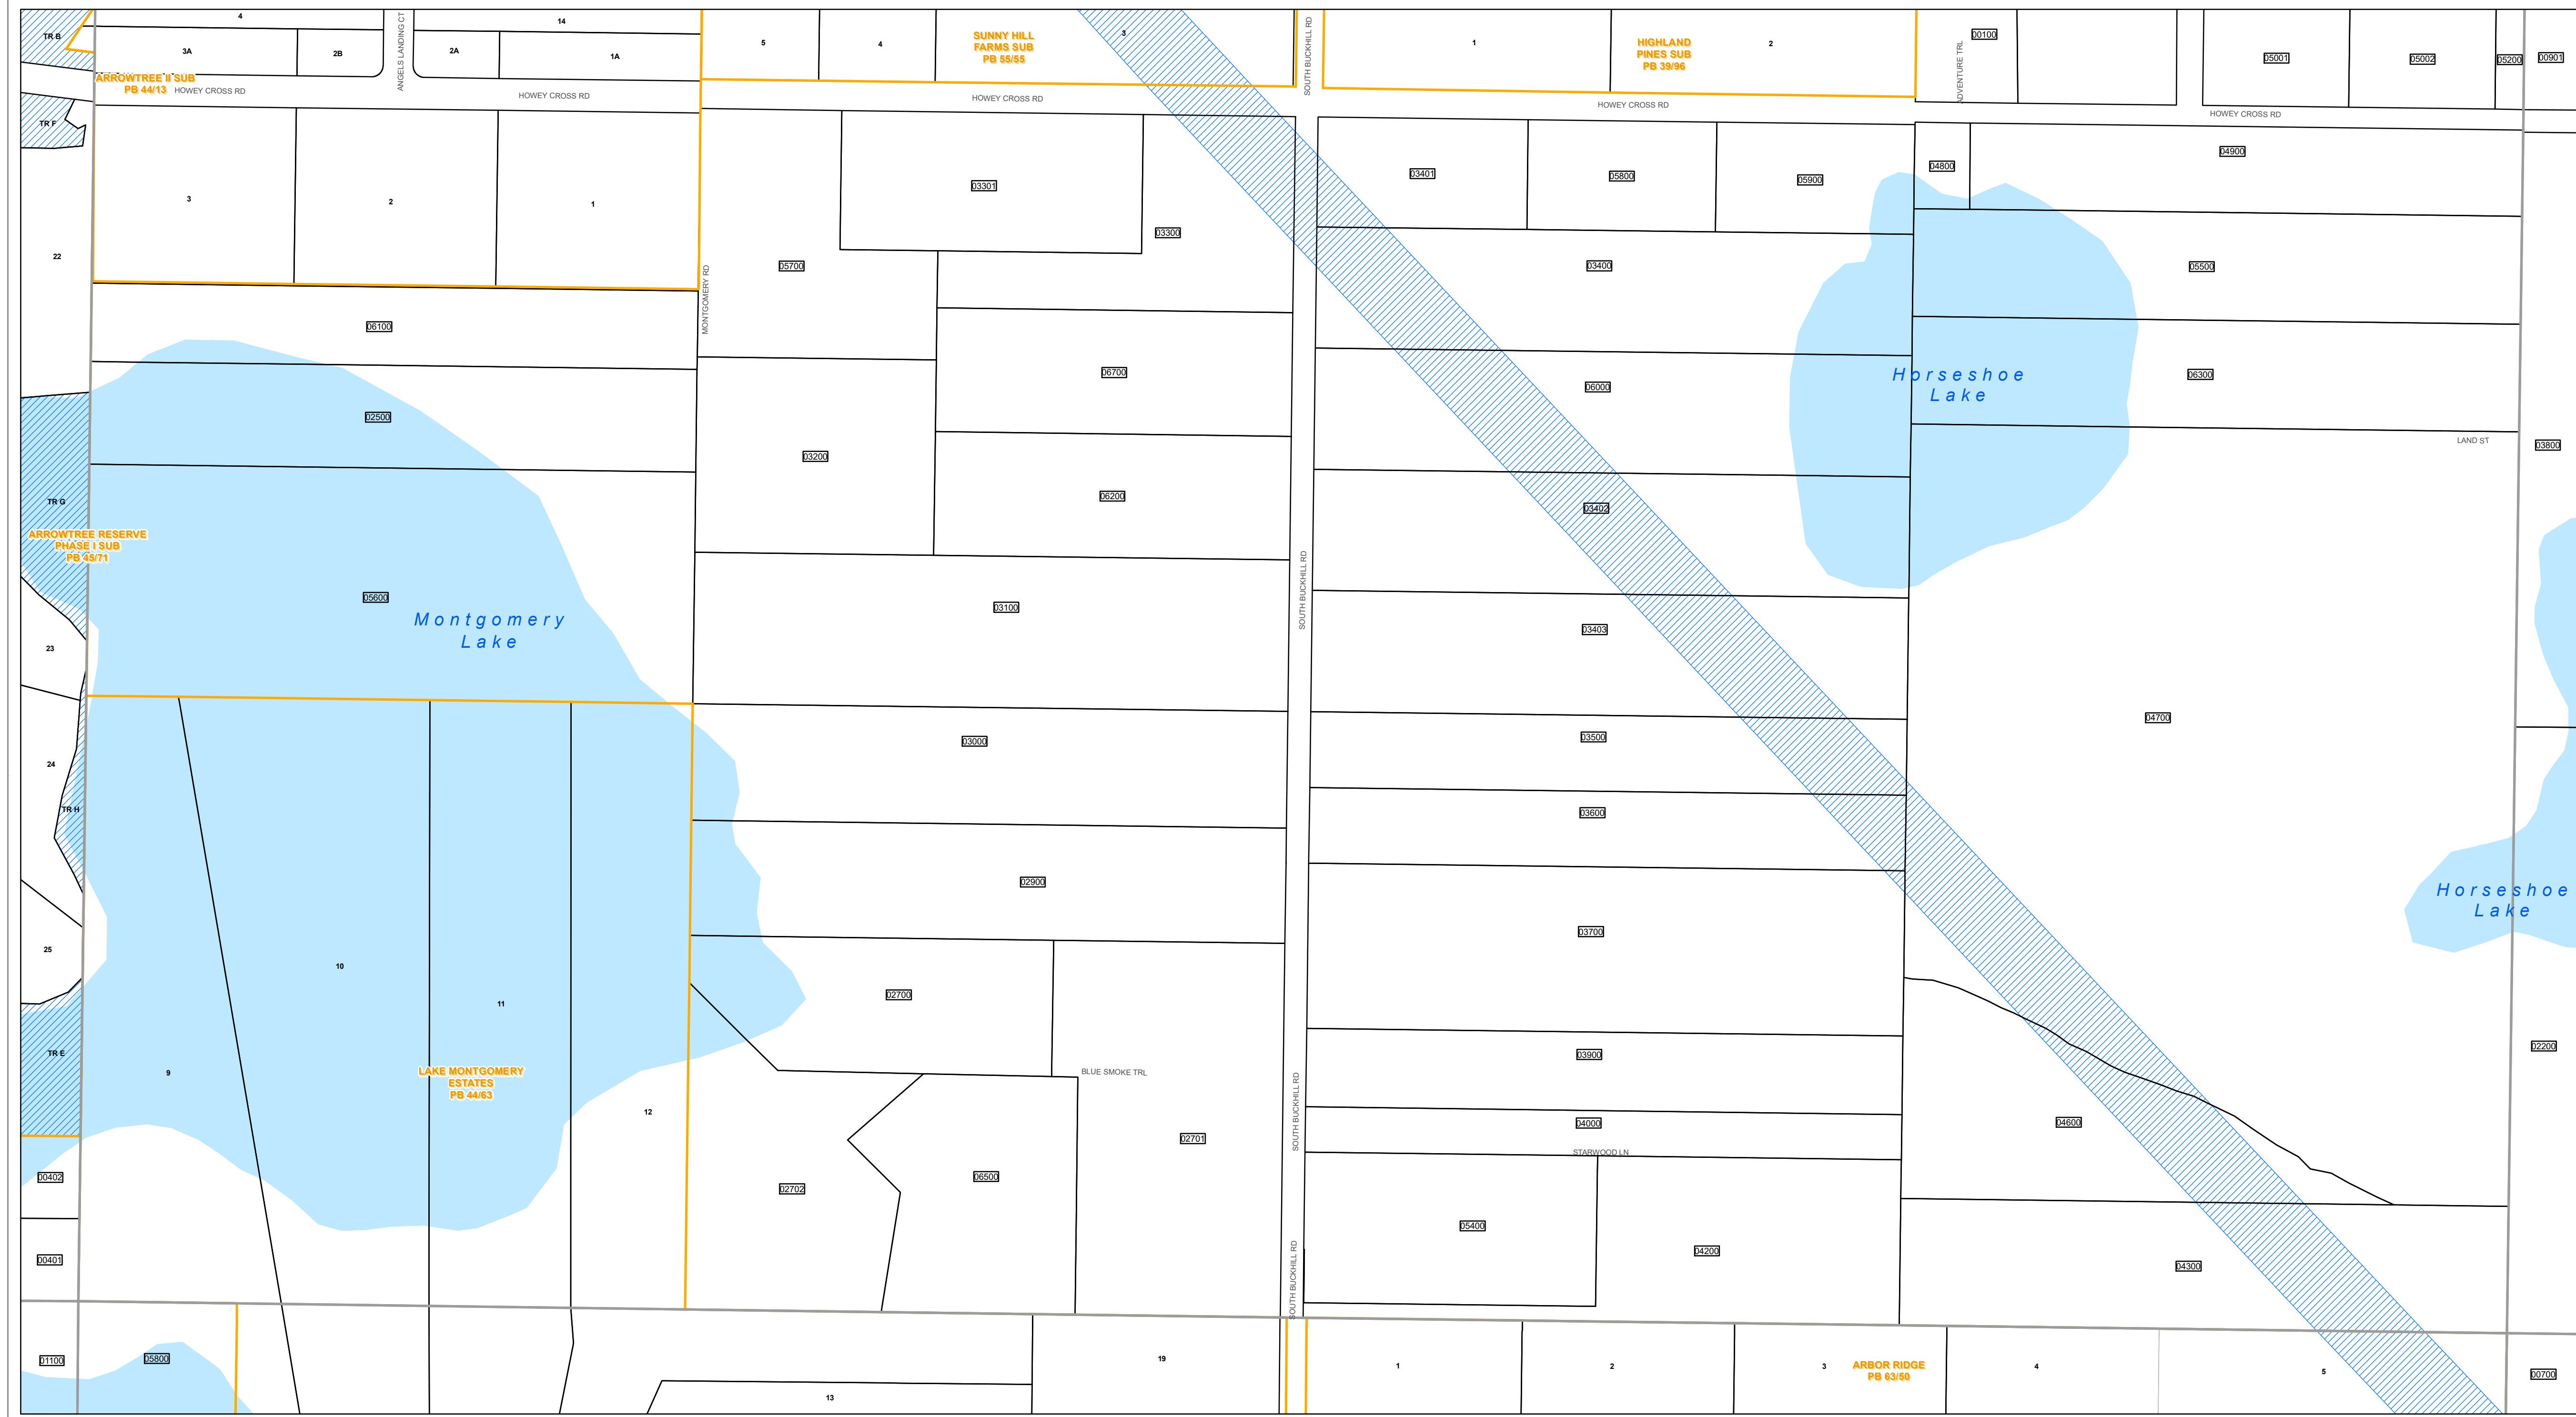 4
14
TR B
3A
2B
ANGELS LANDING CT
2A
1A
5
4
SUNNY HILL
FARMS SUB
PB 55/55
3
SOUTH BUCKHILL RD
1
HIGHLAND
PINES SUB
PB 39/96
2
ADVENTURE TRL
00100
05001
05002
05200
00901
ARROWTREE II SUB
PB 44/13
HOWEY CROSS RD
HOWEY CROSS RD
HOWEY CROSS RD
HOWEY CROSS RD
HOWEY CROSS RD
TR F
3
2
1
22
MONTGOMERY RD
05700
03301
03300
03401
05800
05900
04800
04900
03400
05500
06100
06700
06000
Horseshoe
Lake
06300
02500
03200
LAND ST
03800
TR G
06200
03402
ARROWTREE RESERVE
PHASE I SUB
PB 45/71
05600
Montgomery
Lake
03100
SOUTH BUCKHILL RD
03403
23
04700
03000
03500
24
TR H
03600
02900
Horseshoe
Lake
03700
25
10
11
02700
TR E
9
LAKE MONTGOMERY
ESTATES
PB 44/63
12
BLUE SMOKE TRL
SOUTH BUCKHILL RD
03900
02200
04000
04600
02701
STARWOOD LN
00402
02702
06500
05400
04200
00401
SOUTH BUCKHILL RD
04300
01100
05800
19
13
1
2
3
ARBOR RIDGE
PB 63/50
4
5
00700